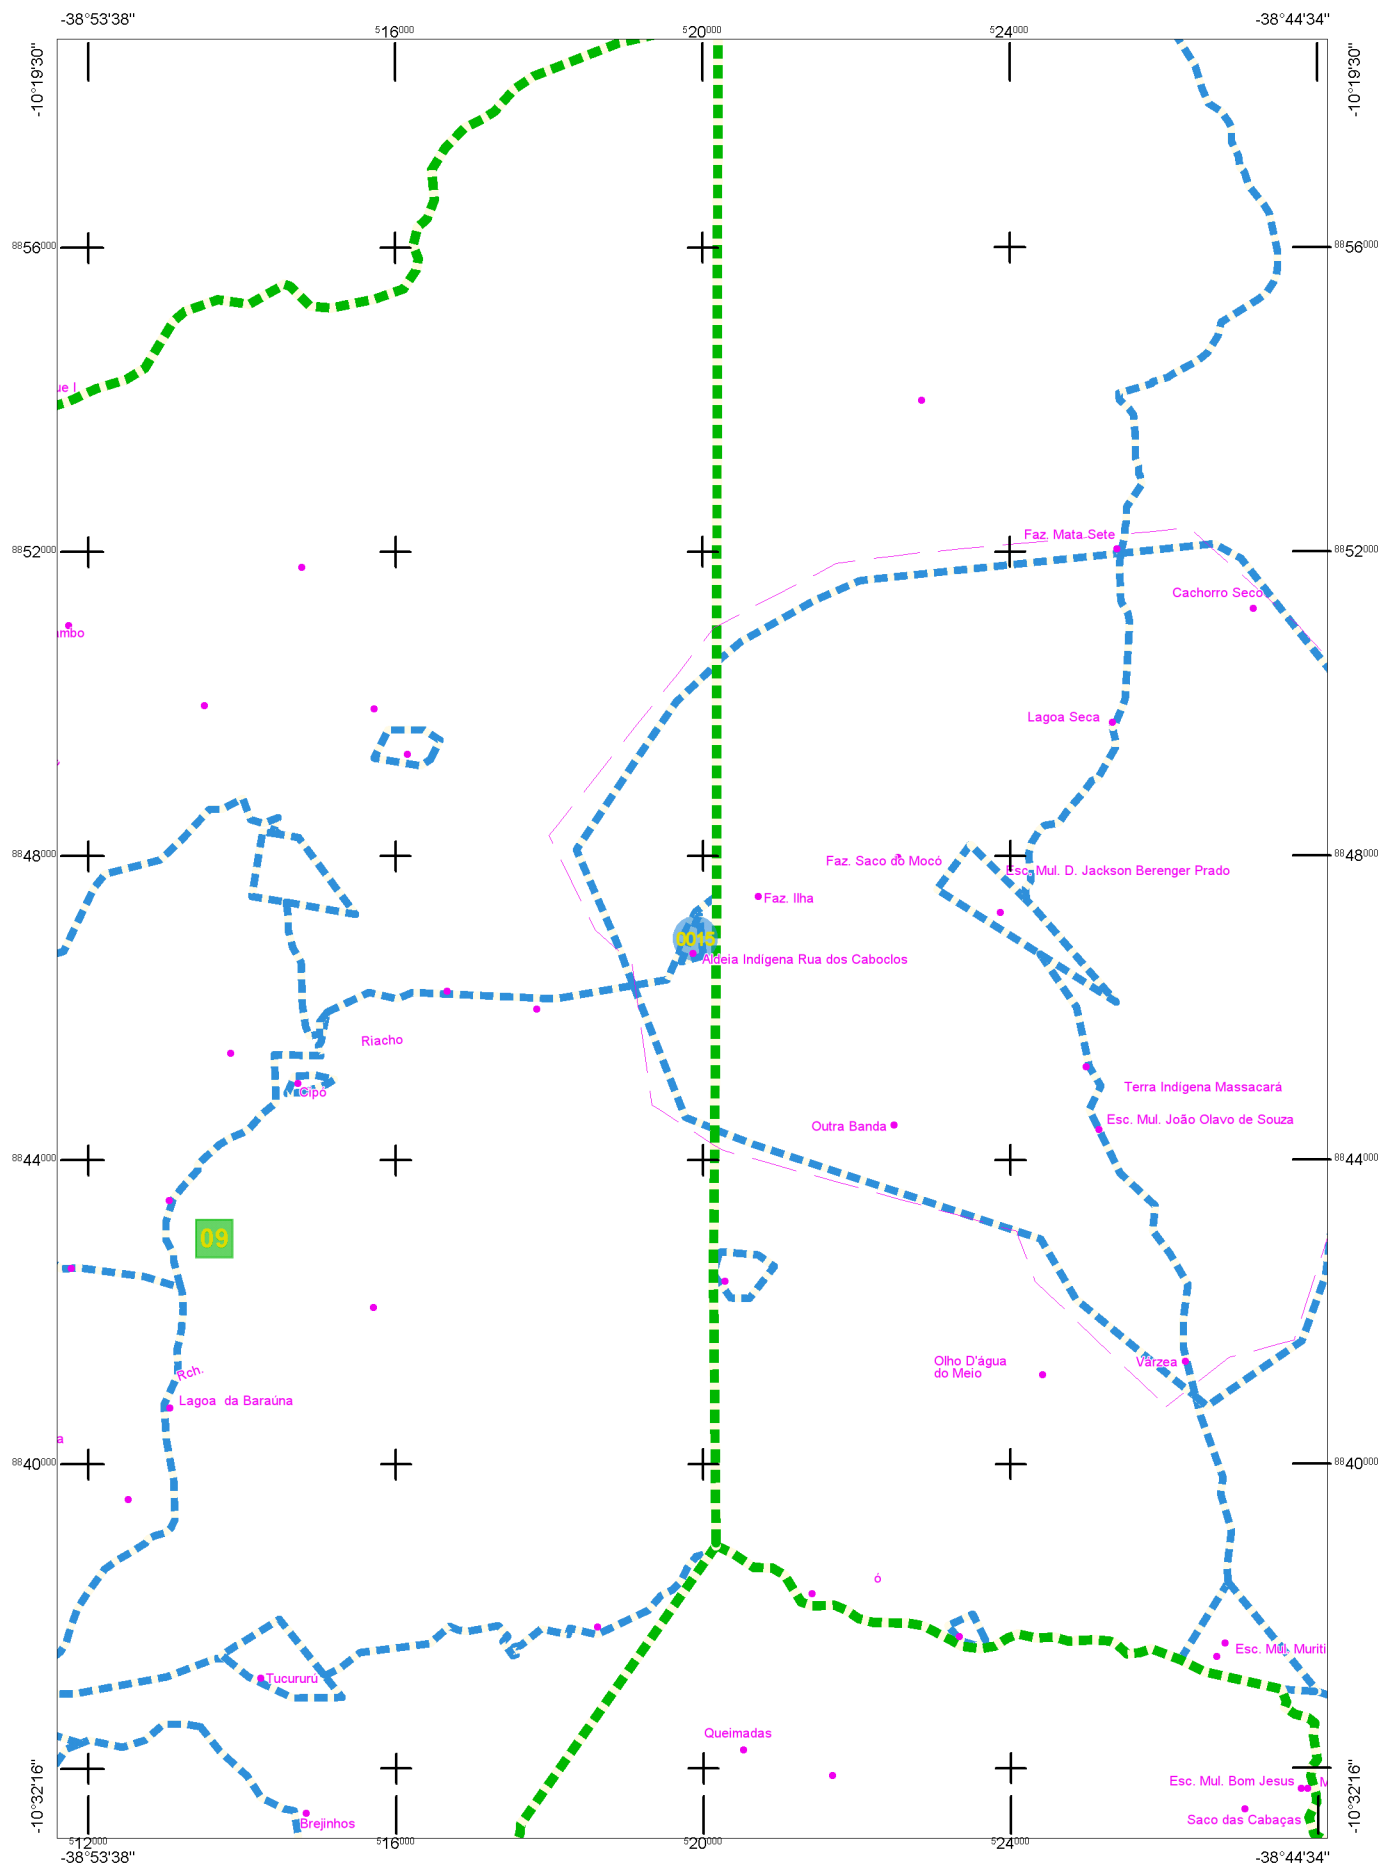 -38°53'38"
516000
520000
524000
-38°44'34"
-10°19'30"
-10°19'30"
8856000
8856000
ue I
8852000
Faz. Mata Sete
8852000
Cachorro Seco
ambo
Lagoa Seca
8848000
Faz. Saco do Mocó
8848000
Esc. Mul. D. Jackson Berenger Prado
Faz. Ilha
0015
Aldeia Indígena Rua dos Caboclos
Riacho
Cipó
Terra Indígena Massacará
Outra Banda
Esc. Mul. João Olavo de Souza
8844000
8844000
09
Olho D'água
do Meio
Várzea
Rch.
Lagoa da Baraúna
a
8840000
8840000
ó
Esc. Mul. Muriti
Tucururú
Queimadas
Esc. Mul. Bom Jesus
M
Saco das Cabaças
Brejinhos
-10°32'16"
-10°32'16"
512000
516000
520000
524000
-38°53'38"
-38°44'34"